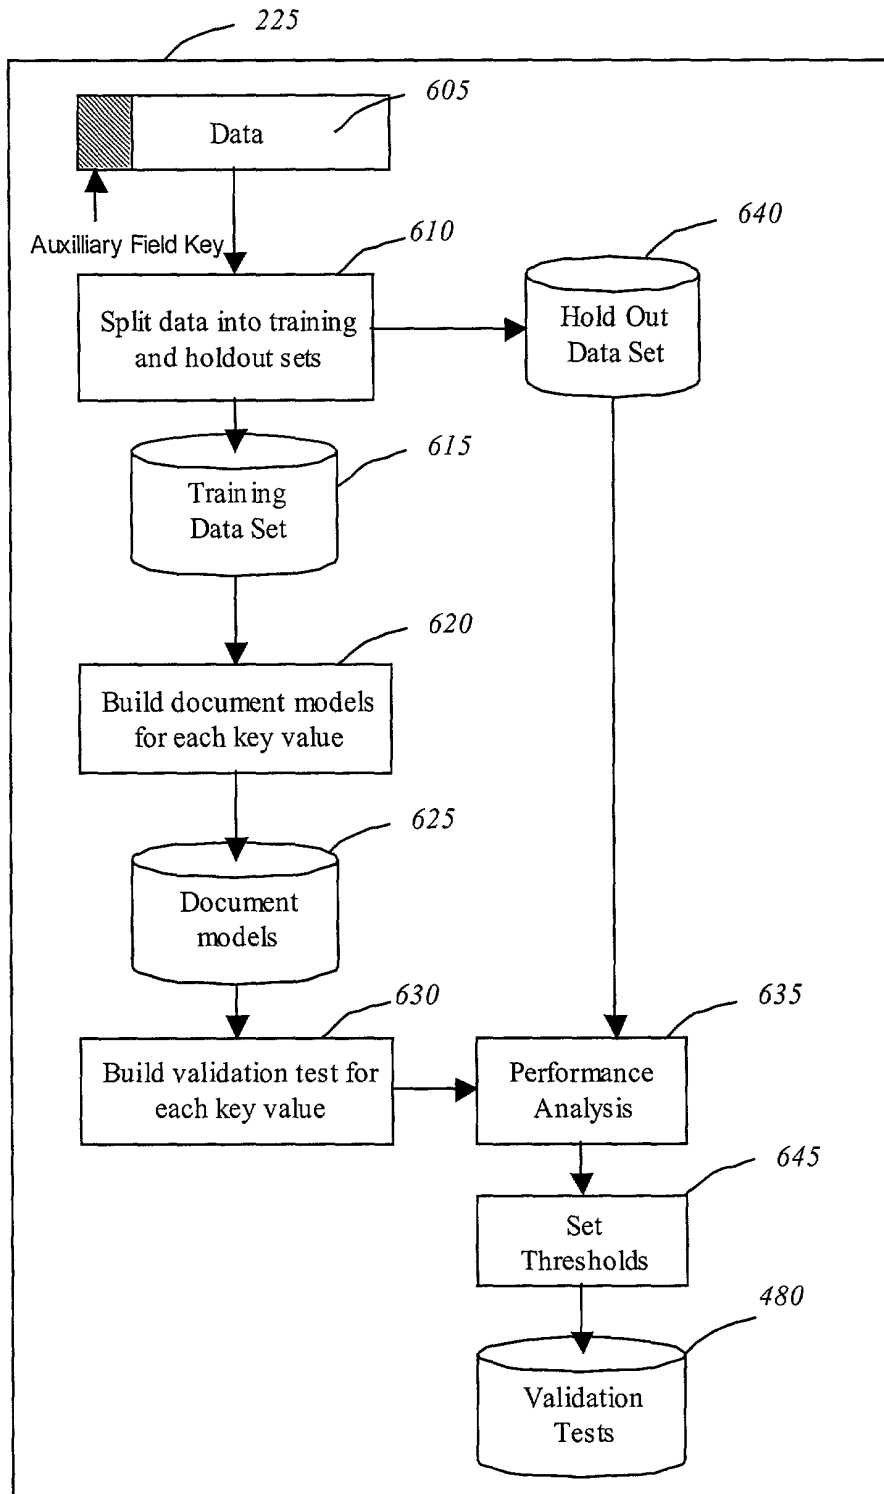 225
605
Data
Auxilliary Field Key
610
640
Split data into training
and holdout sets
Hold Out
Data Set
615
Training
Data Set
620
Build document models
for each key value
625
Document
models
630
635
Build validation test for
each key value
Performance
Analysis
645
Set
Thresholds
480
Validation
Tests